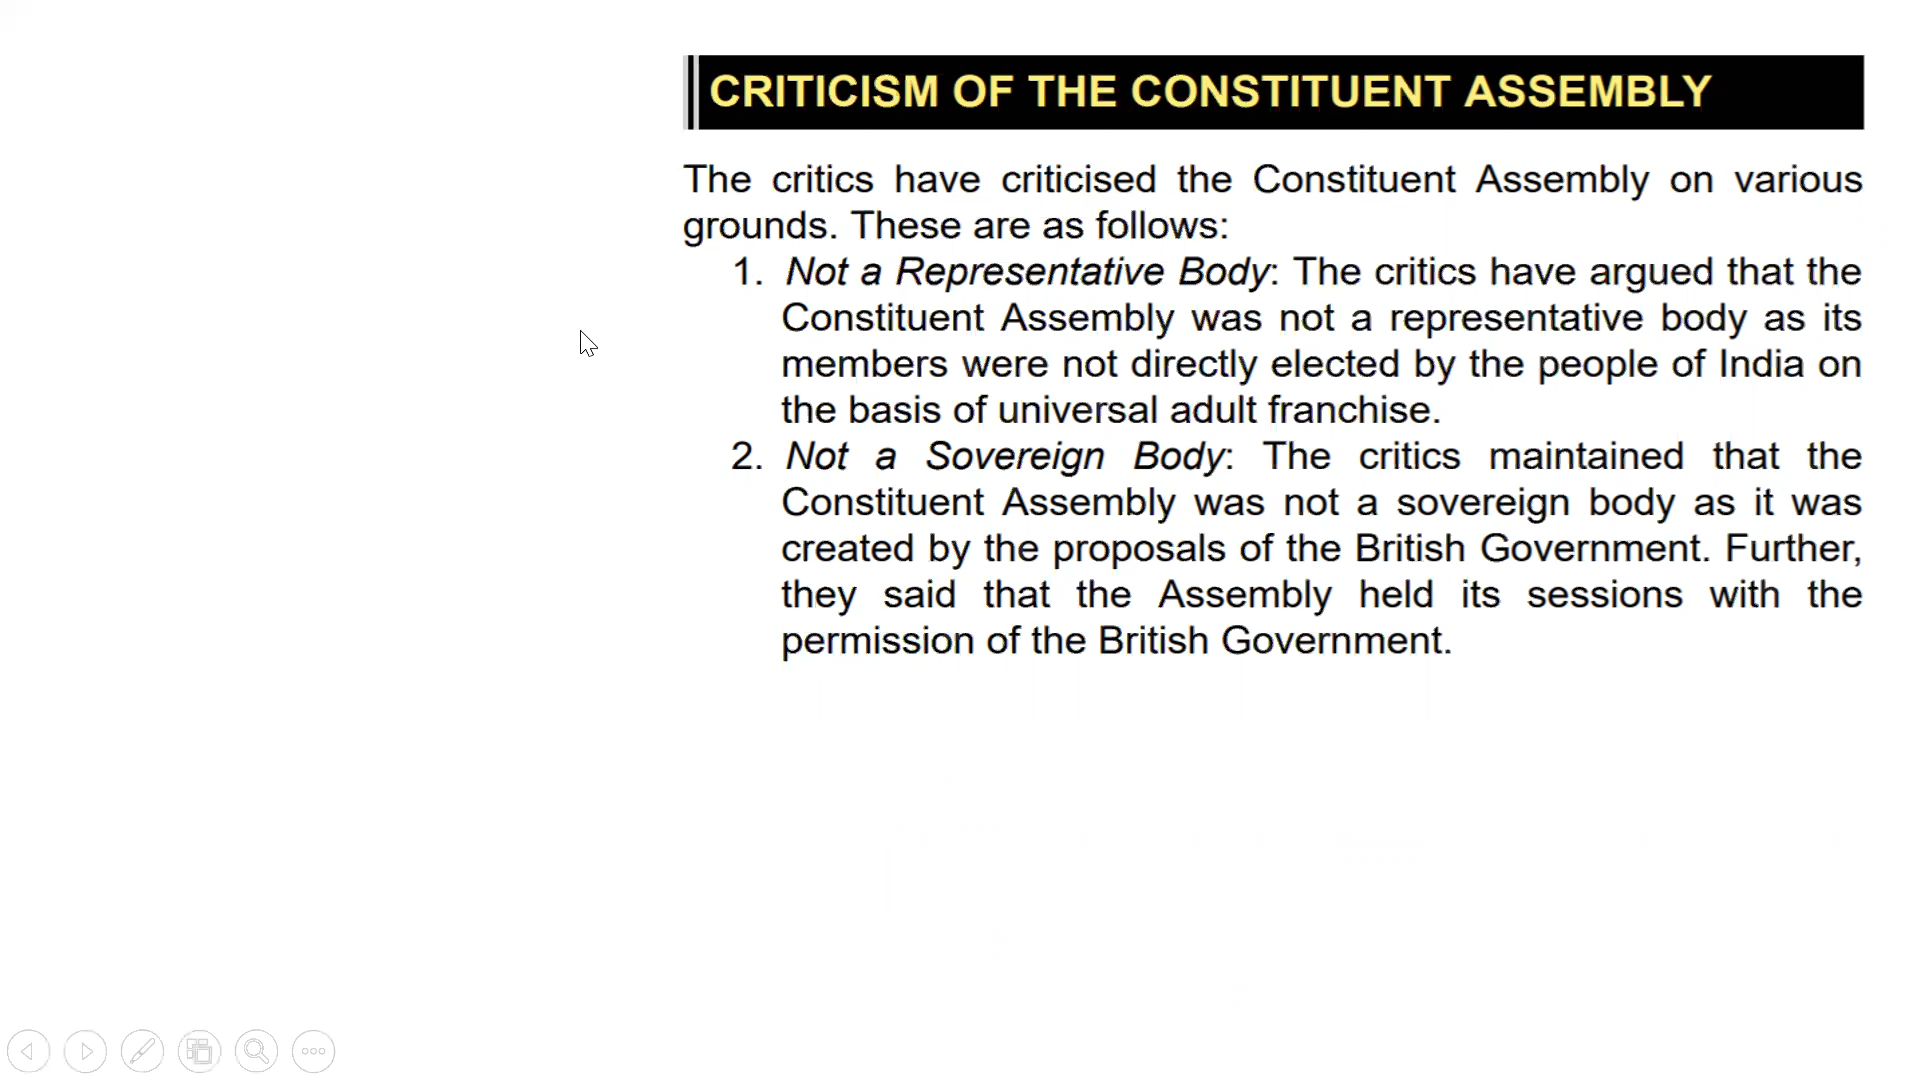 CRITICISM OF THE CONSTITUENT ASSEMBLY
The critics have criticised the Constituent Assembly on various
grounds. These are as follows:
1. Not a Representative Body: The critics have argued that the
Constituent Assembly was not a representative body as its
members were not directly elected by the people of India on
the basis of universal adult franchise.
2. Not a Sovereign Body: The critics maintained that the
Constituent Assembly was not a sovereign body as it was
created by the proposals of the British Government. Further,
they said that the Assembly held its sessions with the
permission of the British Government.